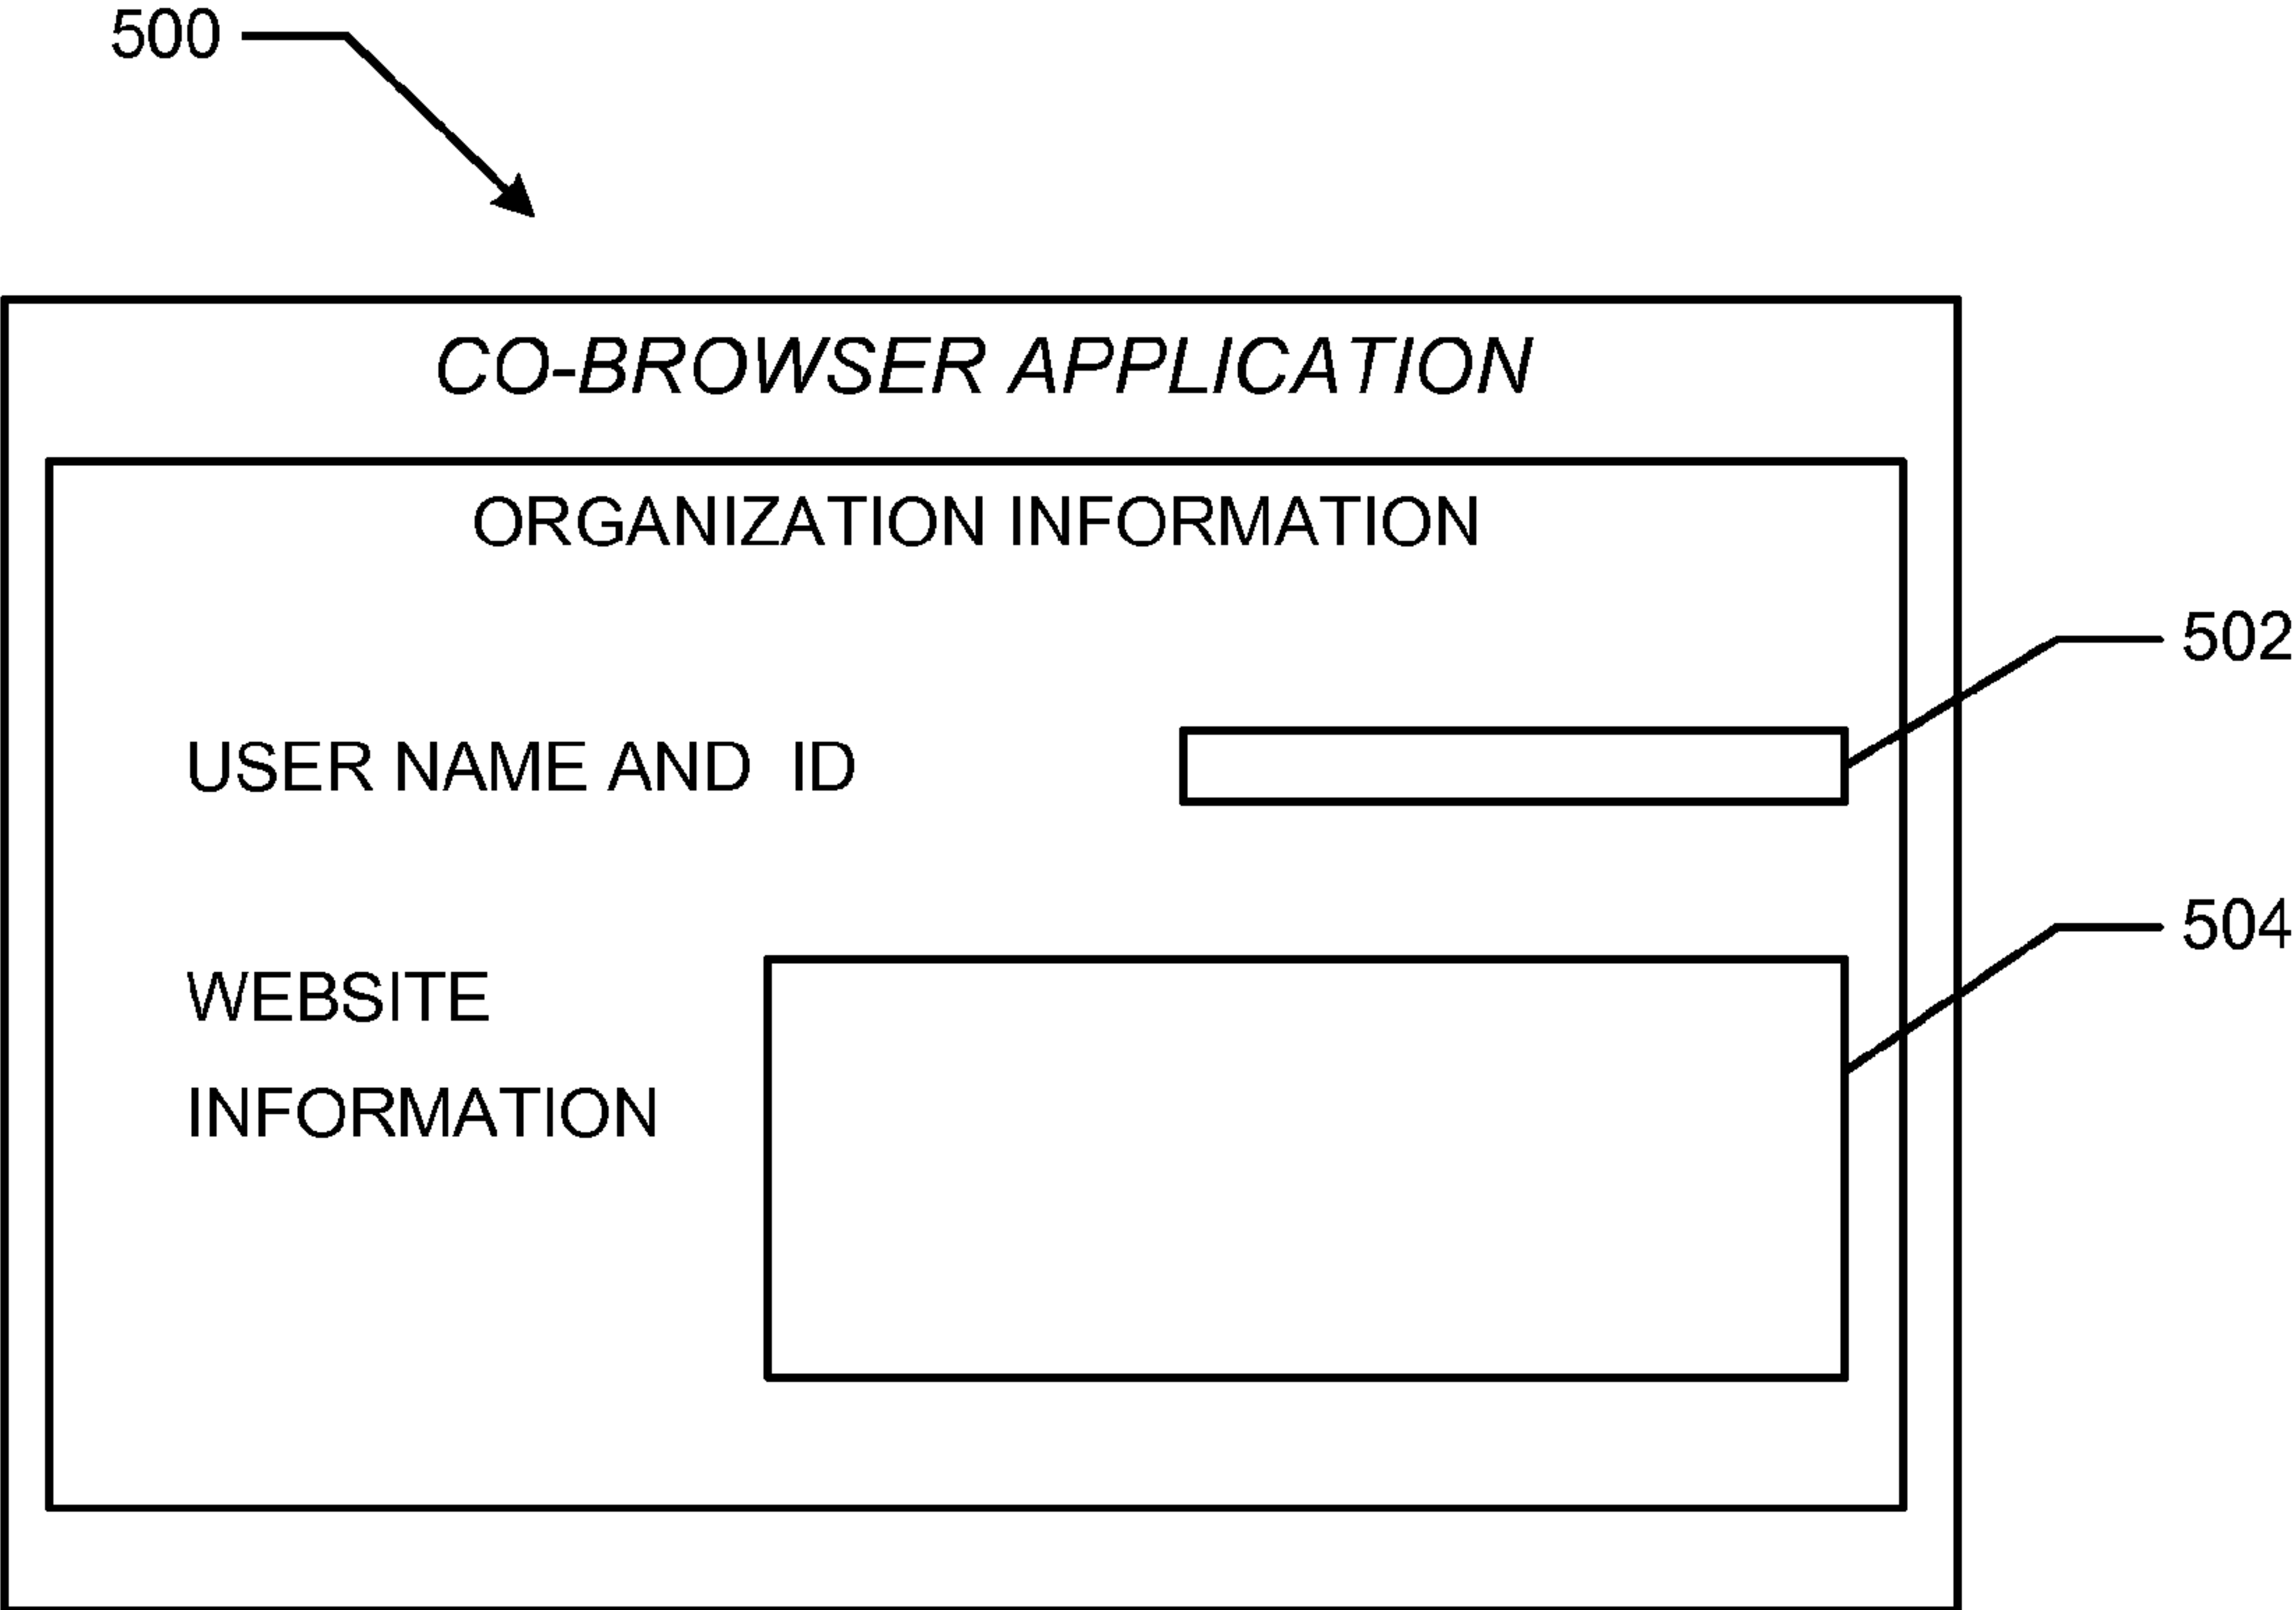 500
CO-BROWSER APPLICATION
ORGANIZATION INFORMATION
502
USER NAME AND ID
504
WEBSITE
INFORMATION